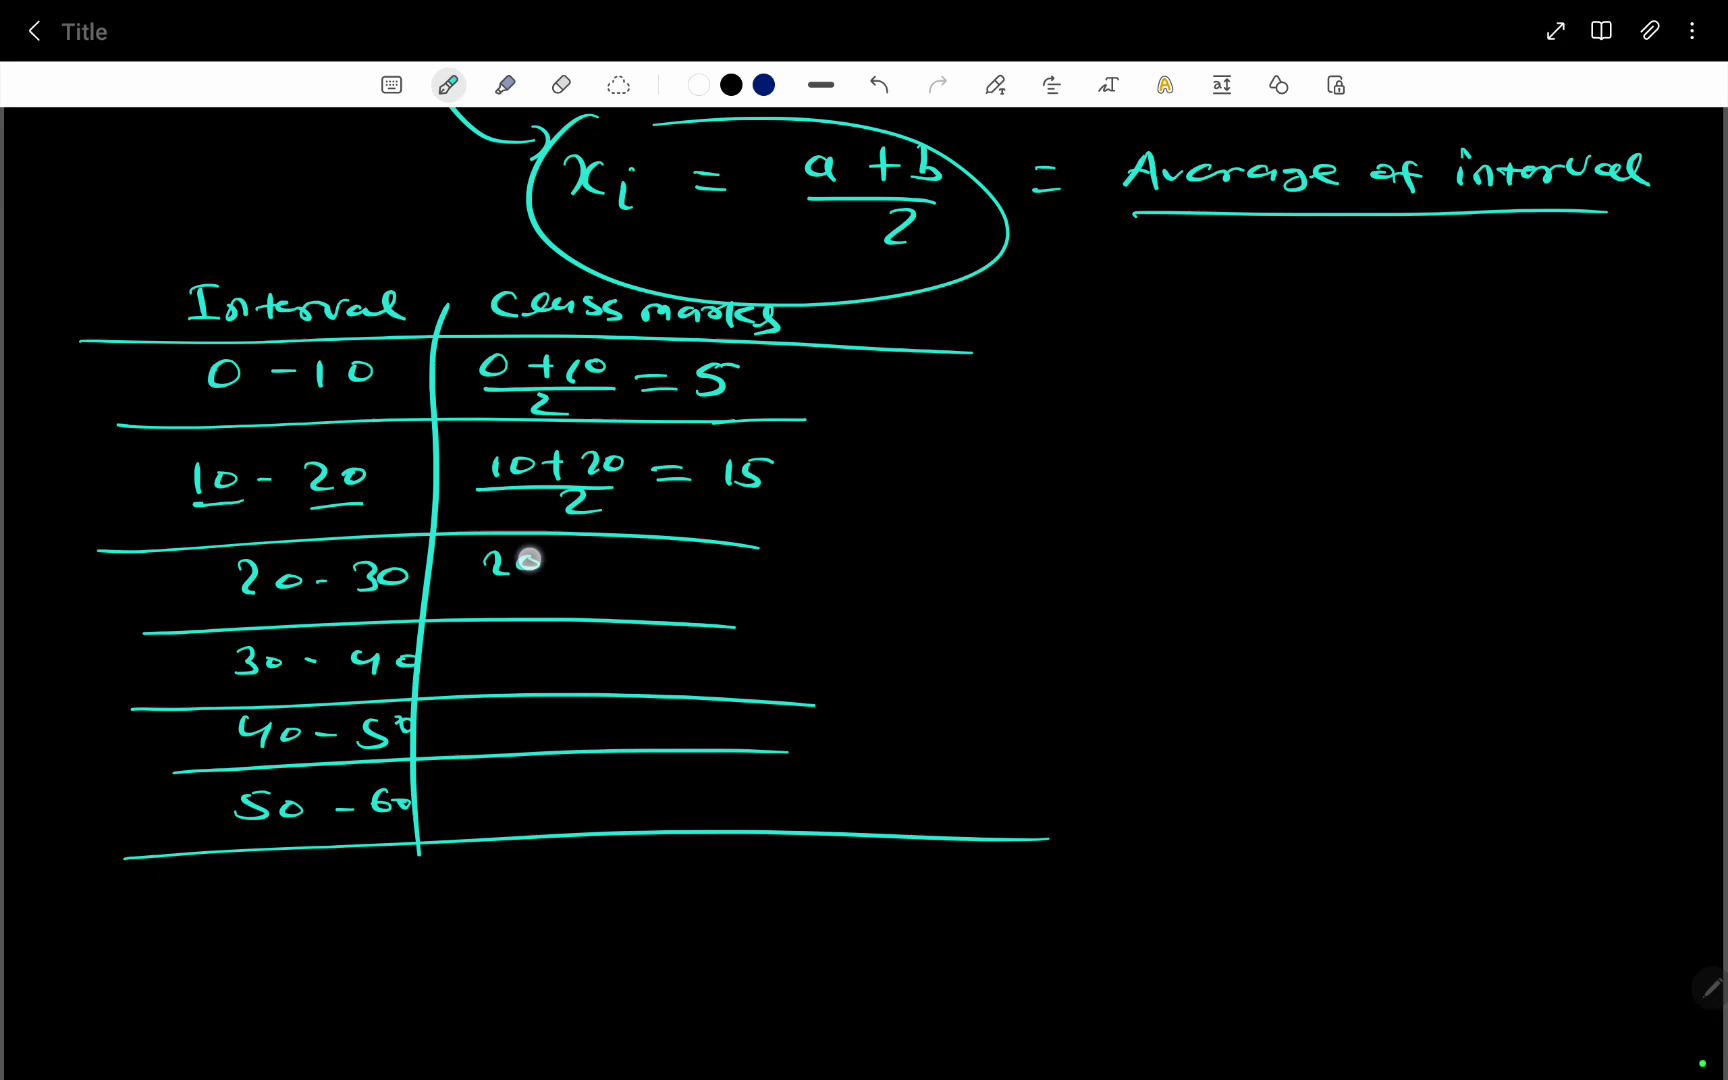 Title
xi = a + b / 2 = Average of interval
Interval Class marks
0 - 10 0 + 10 / 2 = 5
10 - 20 10 + 20 / 2 = 15
20 - 30 20
30 - 40
40 - 50
50 - 60